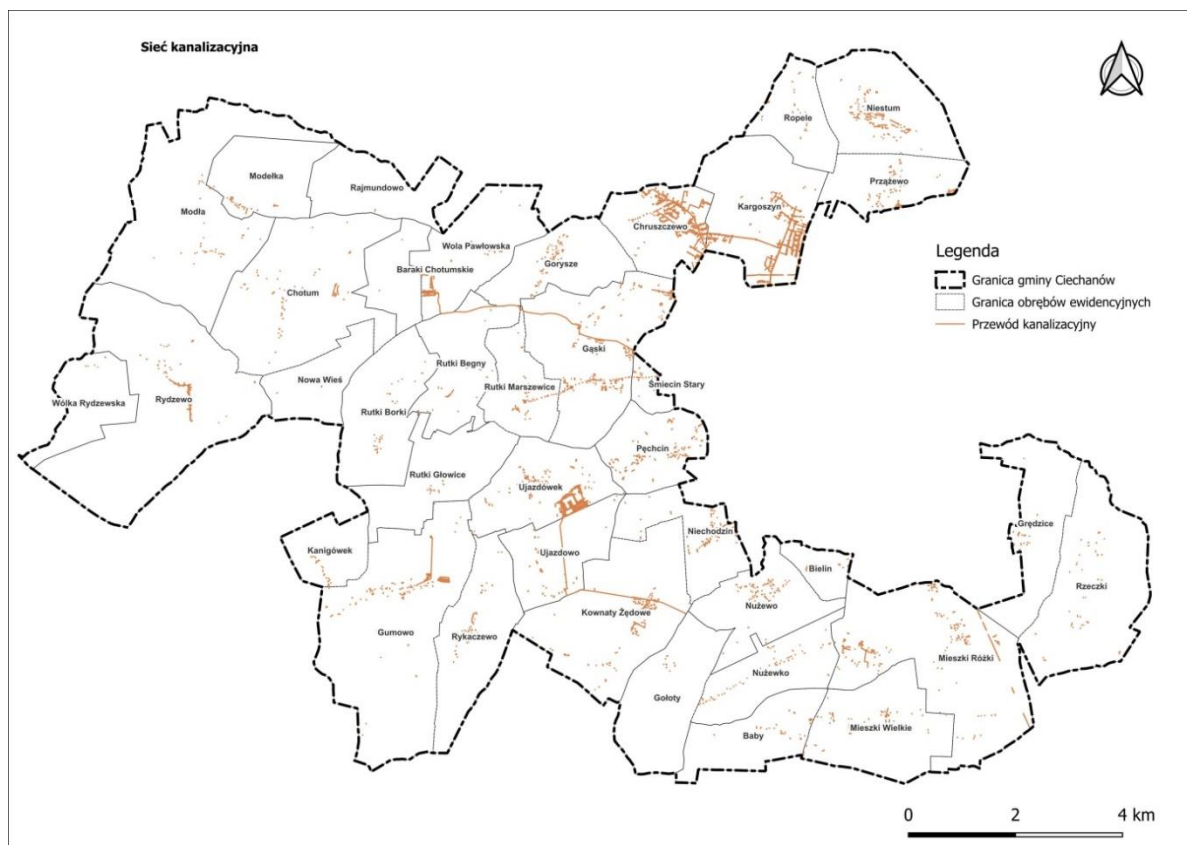 Sieć kanalizacyjna
Niestum
Ropele
Modełka
Rajmundowo
Przążewo
Modła
Kargoszyn
Chruszczewo
Wola Pawłowska
Gorysze
Baraki Chotumskie
Chotum
Legenda
Granica gminy Ciechanów
Granica obrębów ewidencyjnych
Przewód kanalizacyjny
Gąski
Rutki Begny
Nowa Wieś
Rutki Marszewice
Śmiecin Stary
Wólka Rydzewska
Rydzewo
Rutki Borki
Pęchcin
Rutki Głowice
Ujazdówek
Niechodzin
Grędzice
Kanigówek
Ujazdowo
Bielin
Rzeczki
Nużewo
Kownaty Żędowe
Gumowo
Rykaczewo
Mieszki Różki
Nużewko
Gołoty
Mieszki Wielkie
Baby
0 2 4 km